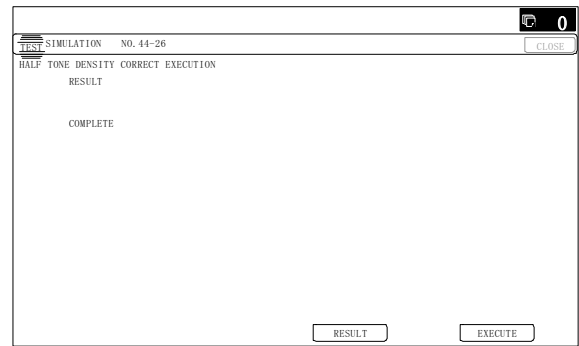 0
TEST SIMULATION NO.44-26 CLOSE
HALF TONE DENSITY CORRECT EXECUTION
RESULT
COMPLETE
RESULT EXECUTE